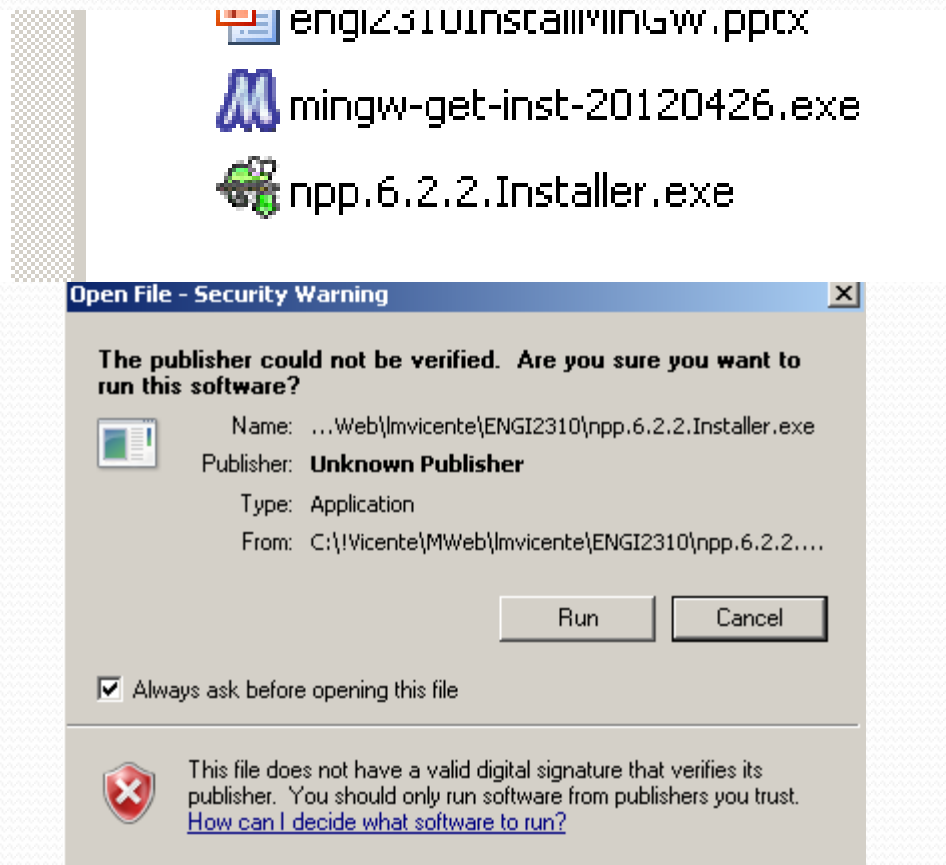 engi2310InstallMinGW.pptx
mingw-get-inst-20120426.exe
npp.6.2.2.Installer.exe
Open File - Security Warning
The publisher could not be verified.  Are you sure you want to
run this software?
Name: ...Web\lmvicente\ENGI2310\npp.6.2.2.Installer.exe
Publisher: Unknown Publisher
Type: Application
From: C:\!Vicente\MWeb\lmvicente\ENGI2310\npp.6.2.2....
Run Cancel
Always ask before opening this file
This file does not have a valid digital signature that verifies its
publisher.  You should only run software from publishers you trust.
How can I decide what software to run?